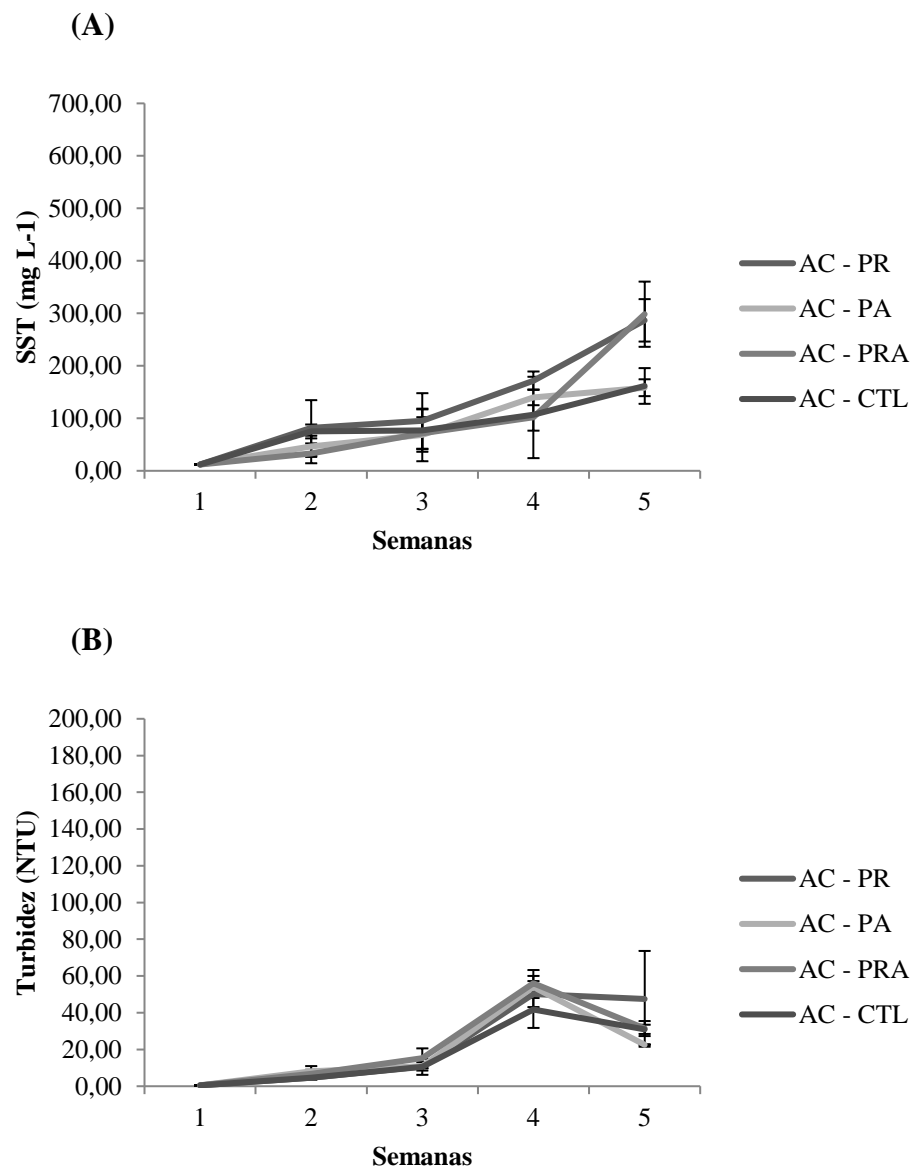 (A)
700,00
600,00
500,00
400,00
300,00
200,00
100,00
0,00
SST (mg L-1)
1 2 3 4 5
Semanas
AC - PR
AC - PA
AC - PRA
AC - CTL
(B)
200,00
180,00
160,00
140,00
120,00
100,00
80,00
60,00
40,00
20,00
0,00
Turbidez (NTU)
1 2 3 4 5
Semanas
AC - PR
AC - PA
AC - PRA
AC - CTL